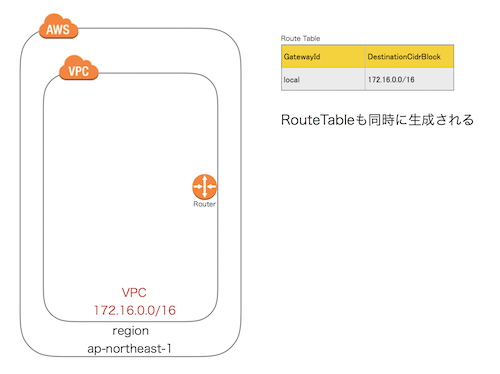 AWS
VPC
Router
VPC
172.16.0.0/16
region
ap-northeast-1
Route Table
GatewayId DestinationCidrBlock
local 172.16.0.0/16
RouteTableも同時に生成される